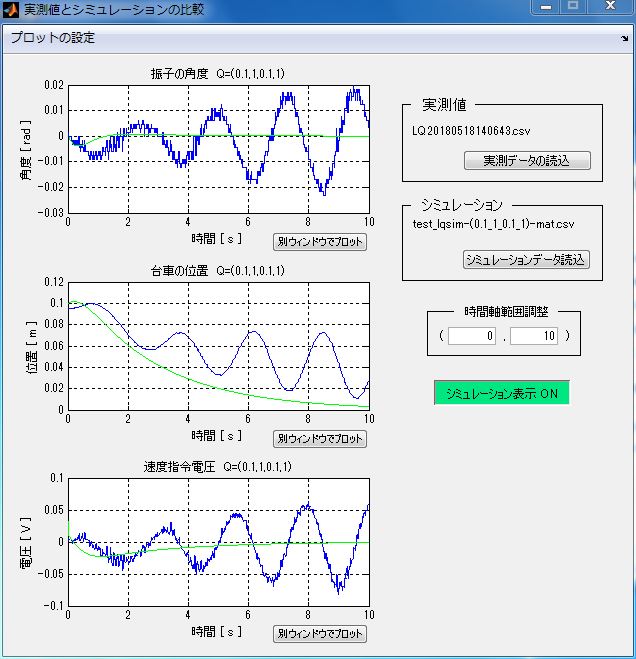 実測値とシミュレーションの比較
プロットの設定
振子の角度 Q=(0.1,1,0.1,1)
角度 [ rad ]
0.02
0.01
0
-0.01
-0.02
-0.03
0 2 4 6 8 10
時間 [ s ]
別ウィンドウでプロット
台車の位置 Q=(0.1,1,0.1,1)
位置 [ m ]
0.12
0.1
0.08
0.06
0.04
0.02
0
0 2 4 6 8 10
時間 [ s ]
別ウィンドウでプロット
速度指令電圧 Q=(0.1,1,0.1,1)
電圧 [ V ]
0.1
0.05
0
-0.05
-0.1
0 2 4 6 8 10
時間 [ s ]
別ウィンドウでプロット
実測値
LQ20180518140643.csv
実測データの読込
シミュレーション
test_lqsim-(0.1_1_0.1_1)-mat.csv
シミュレーションデータ読込
時間軸範囲調整
( 0 , 10 )
シミュレーション表示 ON